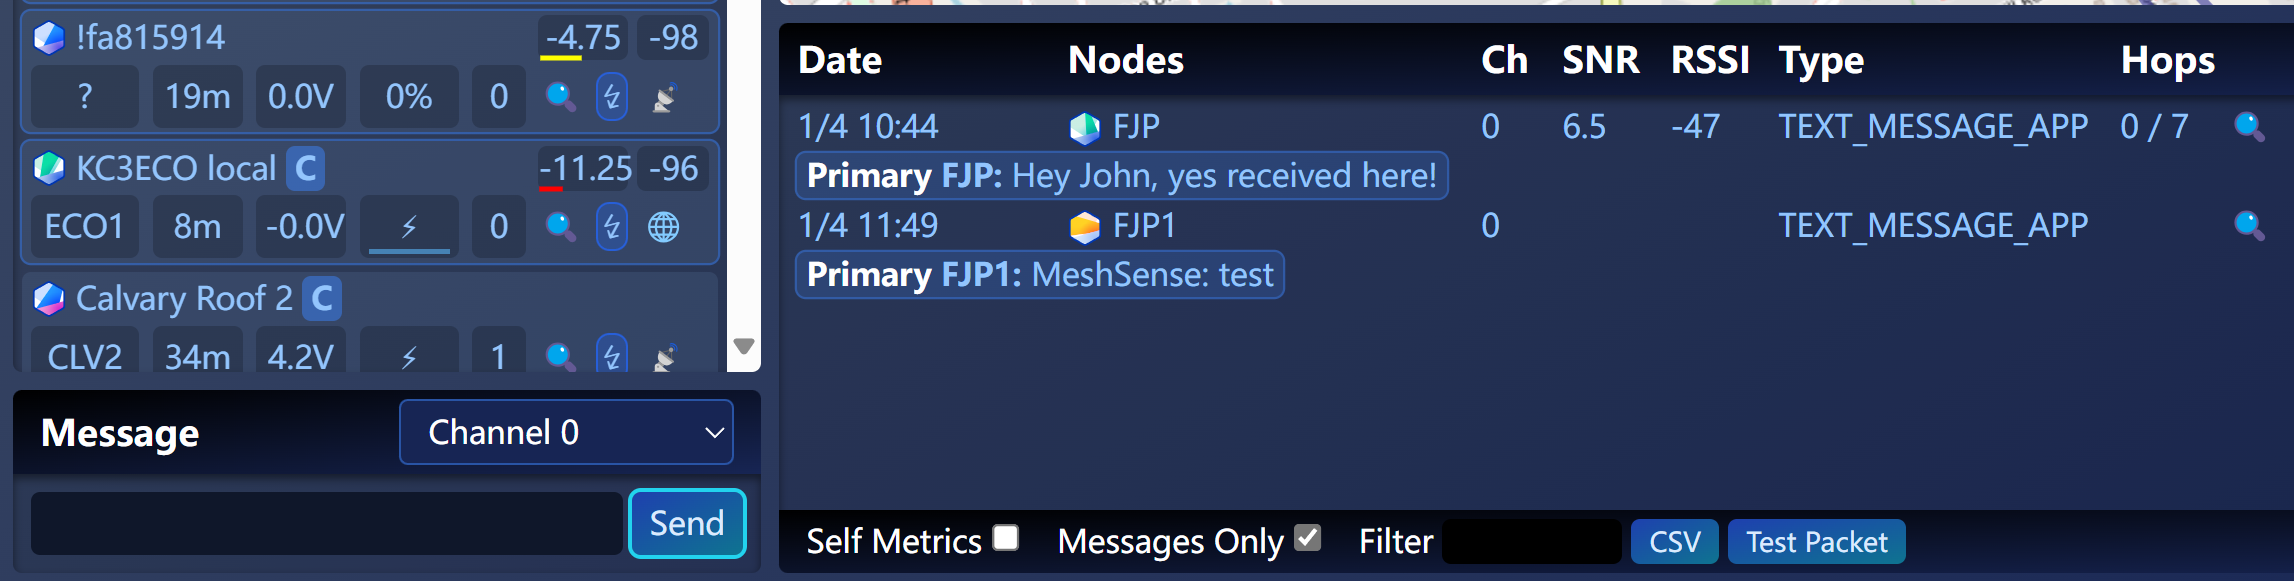 !fa815914 -4.75 -98
? 19m 0.0V 0% 0
KC3ECO local C -11.25 -96
ECO1 8m -0.0V 0
Calvary Roof 2 C
CLV2 34m 4.2V 1
Message Channel 0
Send
Date Nodes Ch SNR RSSI Type Hops
1/4 10:44 FJP 0 6.5 -47 TEXT_MESSAGE_APP 0 / 7
Primary FJP: Hey John, yes received here!
1/4 11:49 FJP1 0 TEXT_MESSAGE_APP
Primary FJP1: MeshSense: test
Self Metrics Messages Only Filter CSV Test Packet